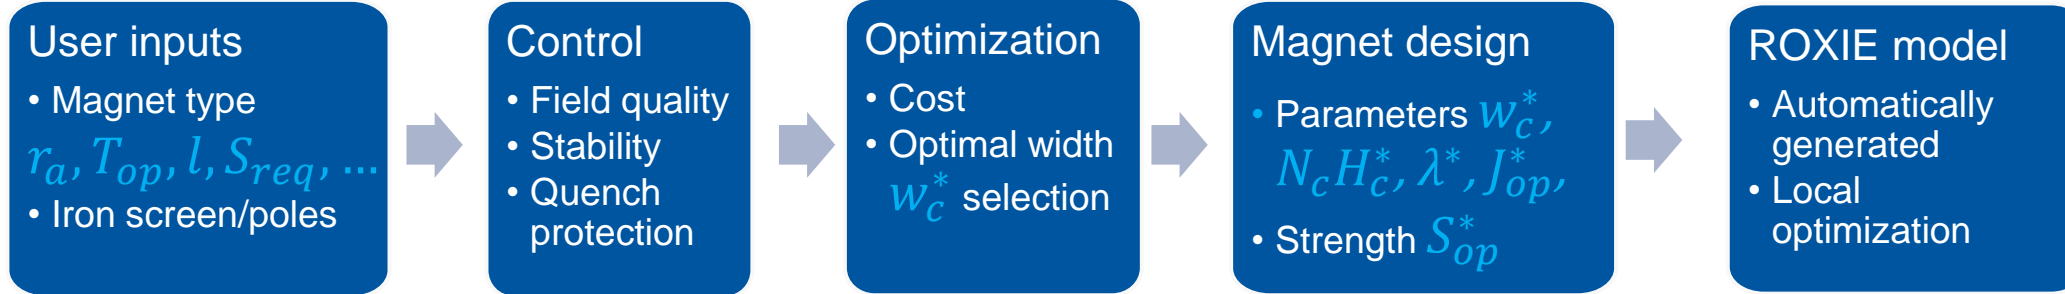 User inputs
• Magnet type
r_a, T_op, l, S_req, ...
• Iron screen/poles
Control
• Field quality
• Stability
• Quench
protection
Optimization
• Cost
• Optimal width
w_c^* selection
Magnet design
• Parameters w_c^*,
N_c H_c^*, λ^*, J_op^*,
• Strength S_op^*
ROXIE model
• Automatically
generated
• Local
optimization